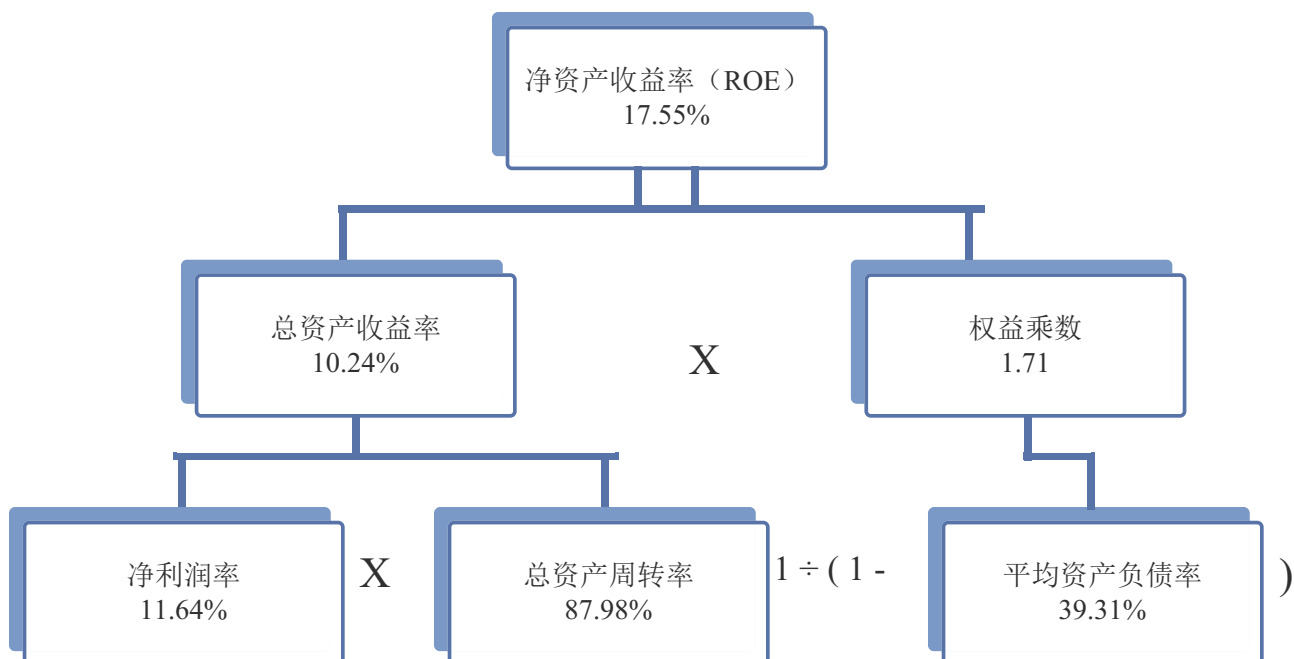 净资产收益率（ROE）
17.55%
总资产收益率
10.24%
X
权益乘数
1.71
净利润率
11.64%
X
总资产周转率
87.98%
1 ÷ ( 1 -
平均资产负债率
39.31%
)